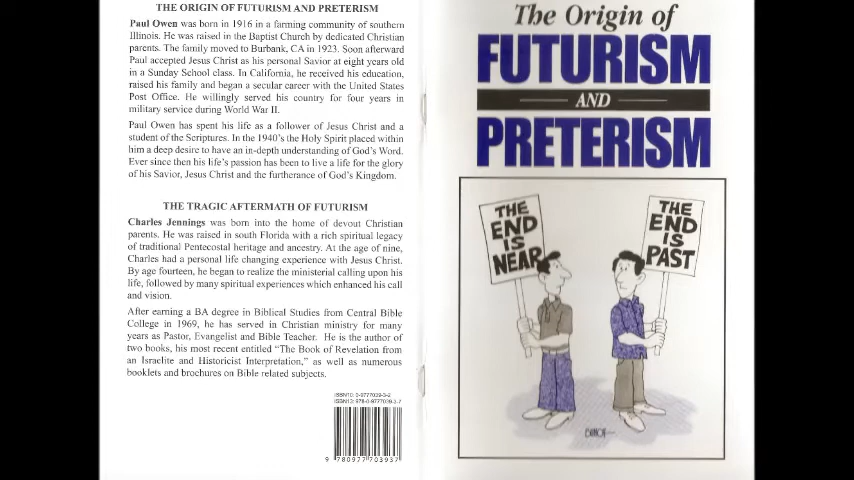 THE ORIGIN OF FUTURISM AND PRETERISM
Paul Owen was born in 1916 in a farming community of southern
Illinois. He was raised in the Baptist Church by dedicated Christian
parents. The family moved to Burbank, CA in 1923. Soon afterward
Paul accepted Jesus Christ as his personal Savior at eight years old
in a Sunday School class. In California, he received his education,
raised his family and began a secular career with the United States
Post Office. He willingly served his country for four years in
military service during World War II.
Paul Owen has spent his life as a follower of Jesus Christ and a
student of the Scriptures. In the 1940's the Holy Spirit placed within
him a deep desire to have an in-depth understanding of God's Word.
Ever since then his life's passion has been to live a life for the glory
of his Savior, Jesus Christ and the furtherance of God's Kingdom.
THE TRAGIC AFTERMATH OF FUTURISM
Charles Jennings was born into the home of devout Christian
parents. He was raised in south Florida with a rich spiritual legacy
of traditional Pentecostal heritage and ancestry. At the age of nine,
Charles had a personal life changing experience with Jesus Christ.
By age fourteen, he began to realize the ministerial calling upon his
life, followed by many spiritual experiences which enhanced his call
and vision.
After earning a BA degree in Biblical Studies from Central Bible
College in 1969, he has served in Christian ministry for many
years as Pastor, Evangelist and Bible Teacher. He is the author of
two books, his most recent entitled "The Book of Revelation from
an Israelite and Historicist Interpretation," as well as numerous
booklets and brochures on Bible related subjects.
ISBN10: 0-9777039-3-2
ISBN13: 978-0-9777039-3-7
9 780977 703937
The Origin of
FUTURISM
AND
PRETERISM
THE
END
IS
NEAR
THE
END
IS
PAST